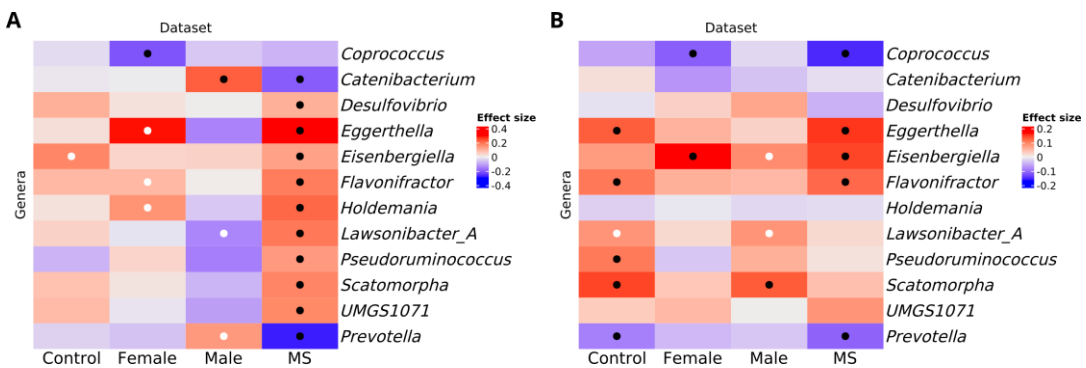 A
Dataset
Coprococcus
Catenibacterium
Desulfovibrio
Eggerthella
Eisenbergiella
Flavonifractor
Holdemania
Lawsonibacter_A
Pseudoruminococcus
Scatomorpha
UMGS1071
Prevotella
Genera
Control Female Male MS
Effect size
0.4
0.2
0
-0.2
-0.4
B
Dataset
Coprococcus
Catenibacterium
Desulfovibrio
Eggerthella
Eisenbergiella
Flavonifractor
Holdemania
Lawsonibacter_A
Pseudoruminococcus
Scatomorpha
UMGS1071
Prevotella
Genera
Control Female Male MS
Effect size
0.2
0.1
0
-0.1
-0.2